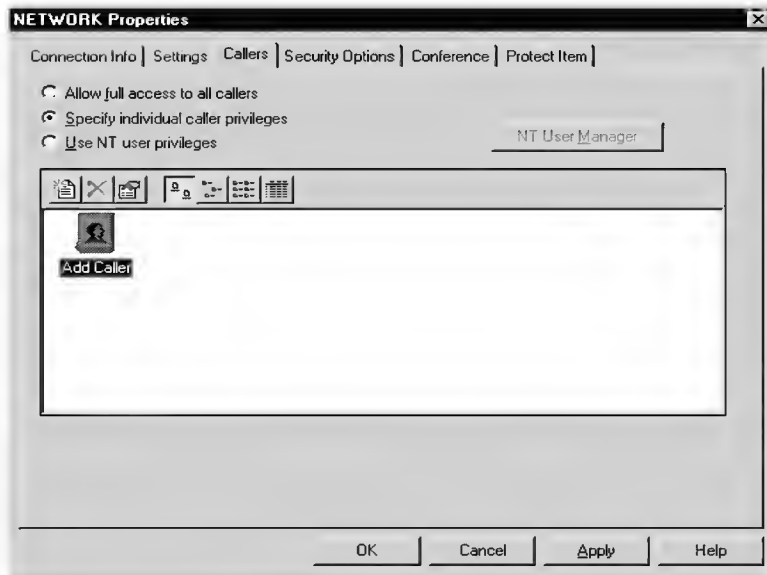 NETWORK Properties
Connection Info Settings Callers Security Options Conference Protect Item
Allow full access to all callers
Specify individual caller privileges
Use NT user privileges
NT User Manager
Add Caller
OK Cancel Apply Help